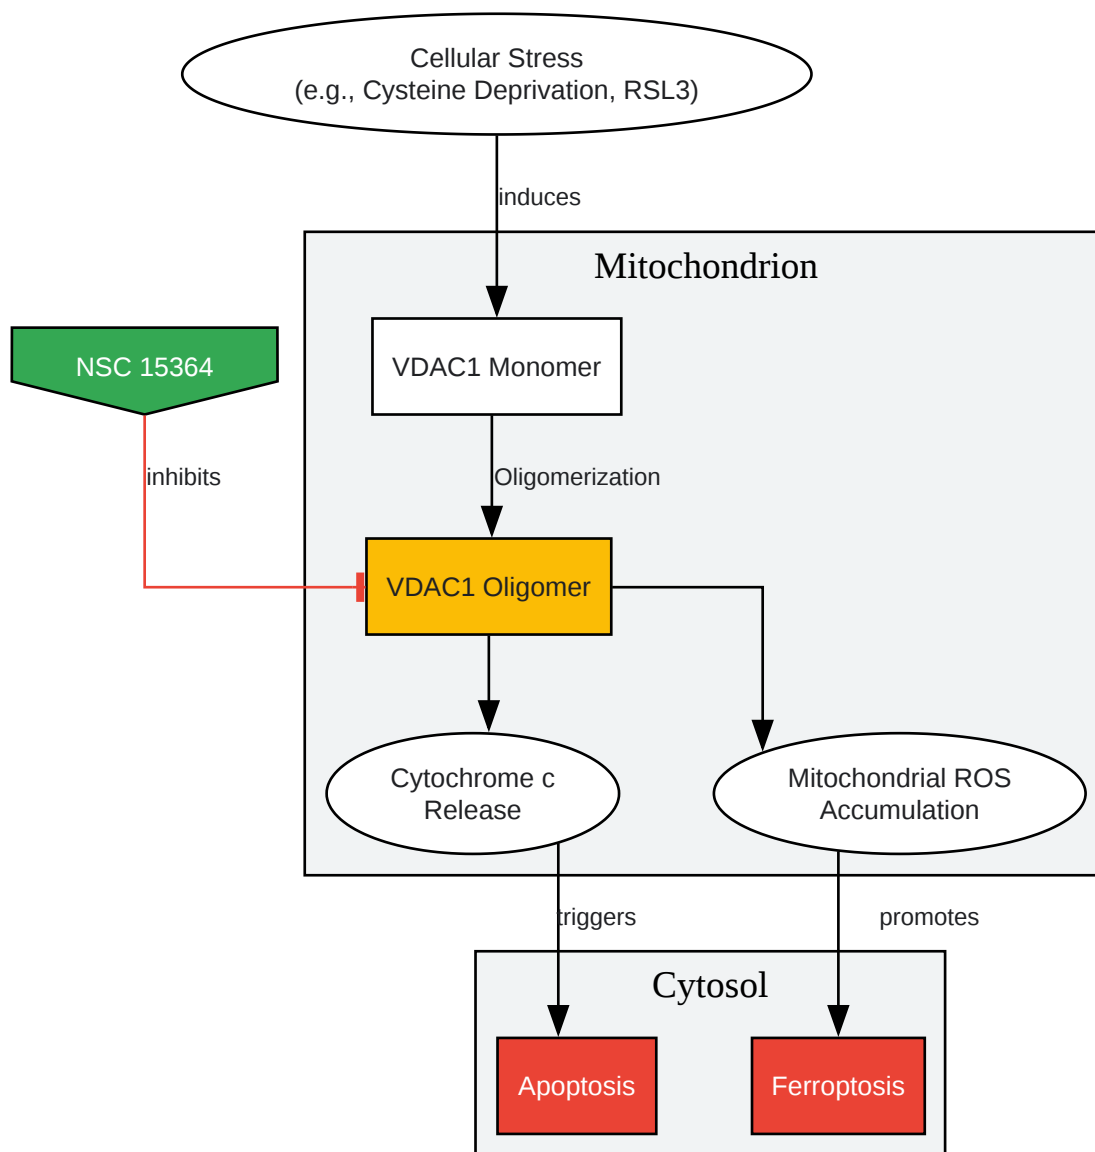 Cellular Stress
(e.g., Cysteine Deprivation, RSL3)
induces
Mitochondrion
NSC 15364
VDAC1 Monomer
inhibits
Oligomerization
VDAC1 Oligomer
Cytochrome c
Release
Mitochondrial ROS
Accumulation
triggers
promotes
Cytosol
Apoptosis
Ferroptosis